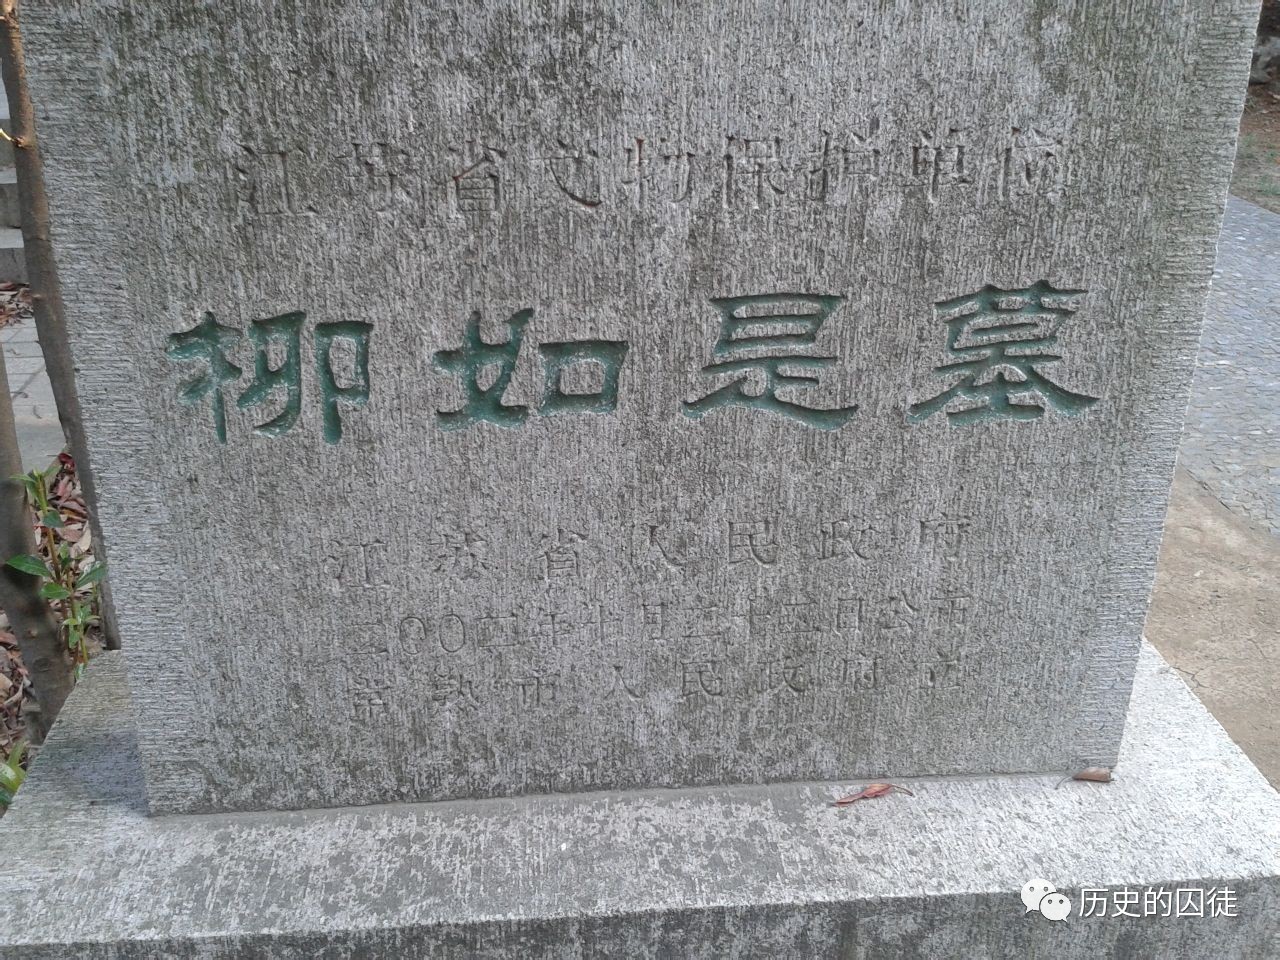 江苏省文物保护单位
柳如是墓
江苏省人民政府
二00二年十月二十二日公布
常熟市人民政府立
历史的囚徒